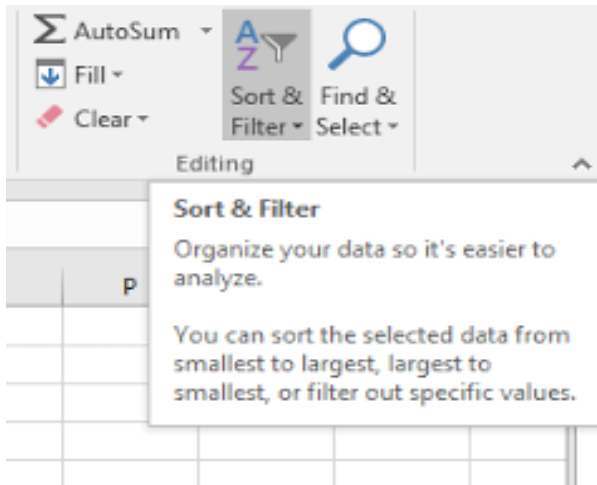 AutoSum
Fill
Clear
A
Z
Sort &
Filter
Find &
Select
Editing
P
Sort & Filter
Organize your data so it's easier to
analyze.
You can sort the selected data from
smallest to largest, largest to
smallest, or filter out specific values.